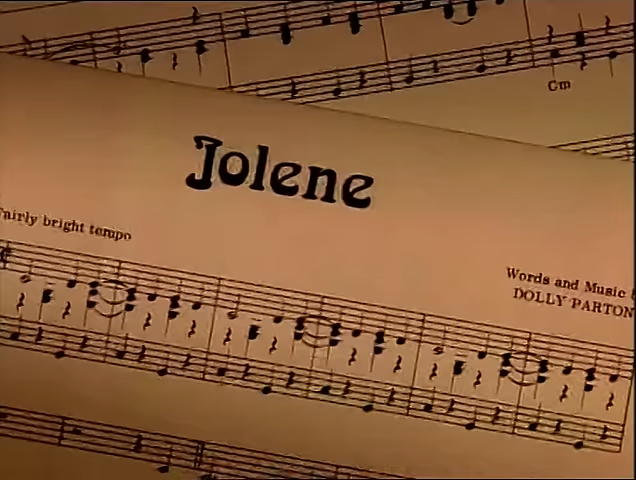 Cm
Jolene
Fairly bright tempo
Words and Music
DOLLY PARTON